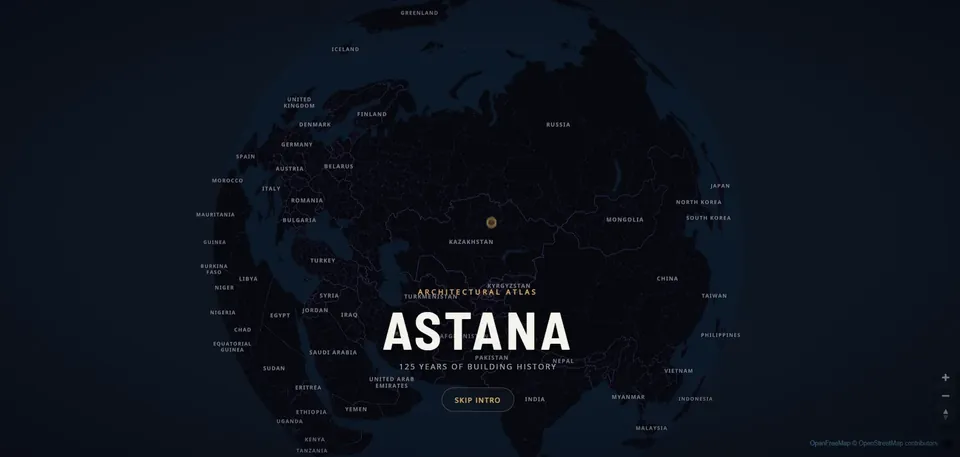 GREENLAND
ICELAND
UNITED
KINGDOM
FINLAND
DENMARK
RUSSIA
GERMANY
SPAIN
AUSTRIA
BELARUS
MOROCCO
ITALY
JAPAN
ROMANIA
NORTH KOREA
MAURITANIA
BULGARIA
MONGOLIA
SOUTH KOREA
GUINEA
KAZAKHSTAN
TURKEY
BURKINA
FASO
LIBYA
CHINA
NIGER
KYRGYZSTAN
ARCHITECTURAL ATLAS
SYRIA
TURKMENISTAN
TAIWAN
NIGERIA
EGYPT
JORDAN
IRAQ
ASTANA
CHAD
AFGHANISTAN
PHILIPPINES
EQUATORIAL
GUINEA
SAUDI ARABIA
PAKISTAN
NEPAL
125 YEARS OF BUILDING HISTORY
SUDAN
VIETNAM
UNITED ARAB
EMIRATES
ERITREA
SKIP INTRO
INDIA
MYANMAR
INDONESIA
ETHIOPIA
YEMEN
UGANDA
MALAYSIA
KENYA
TANZANIA
OpenFreeMap © OpenStreetMap contributors